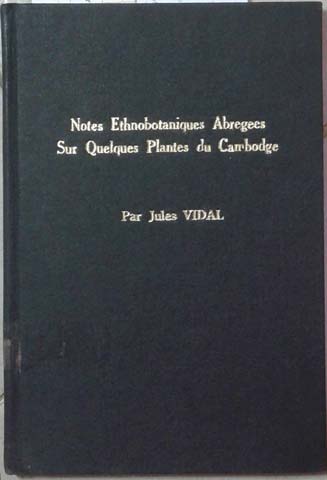 Notes Ethnobotaniques Abregees
Sur Quelques Plantes du Cambodge
Par Jules VIDAL